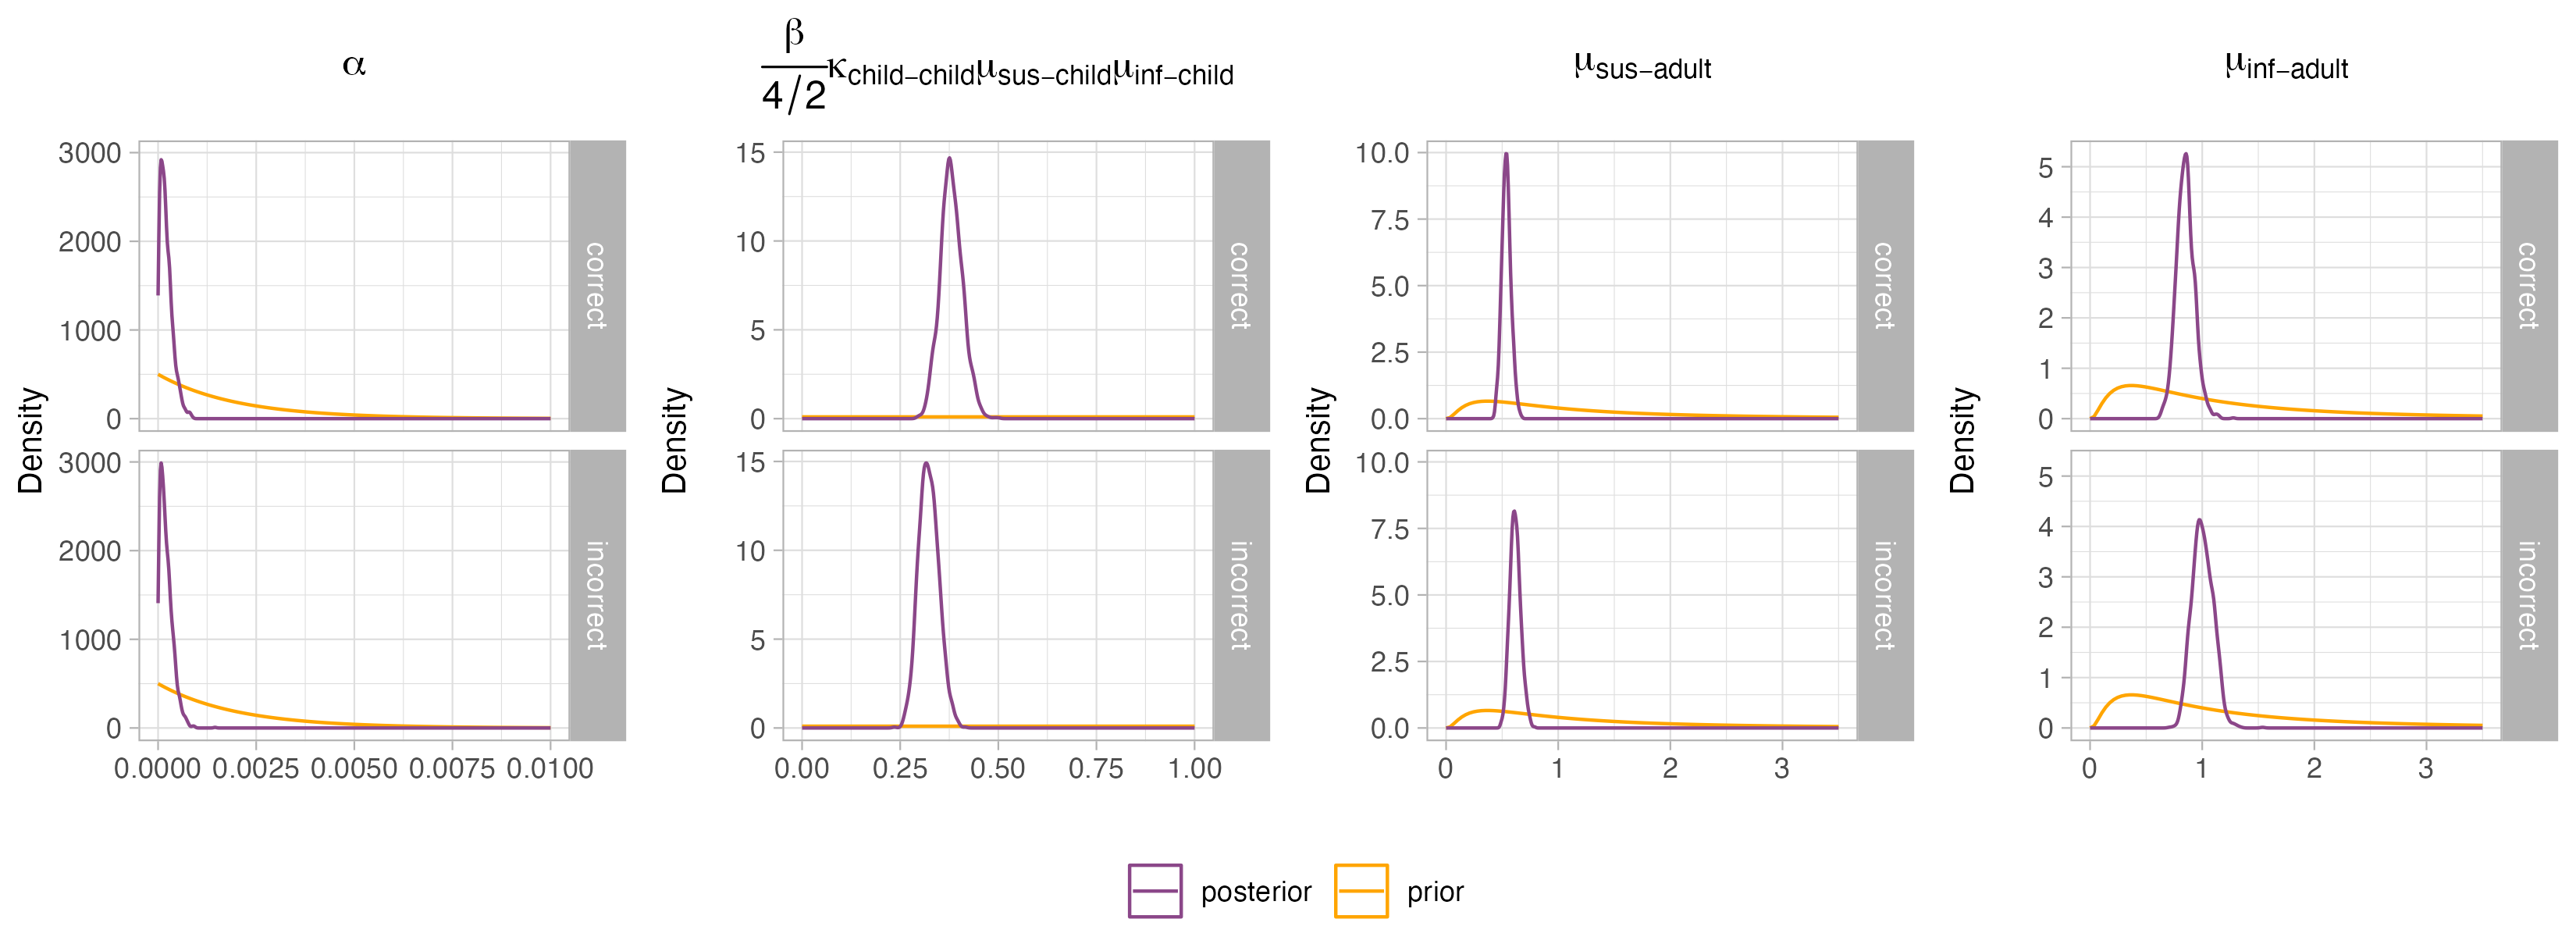 α
β/4/2 κchild−child μsus−child μinf−child
μsus−adult
μinf−adult
Density
3000
2000
1000
0
correct
3000
2000
1000
0
incorrect
0.0000 0.0025 0.0050 0.0075 0.0100
Density
15
10
5
0
correct
15
10
5
0
incorrect
0.00 0.25 0.50 0.75 1.00
Density
10.0
7.5
5.0
2.5
0.0
correct
10.0
7.5
5.0
2.5
0.0
incorrect
0 1 2 3
Density
5
4
3
2
1
0
correct
5
4
3
2
1
0
incorrect
0 1 2 3
posterior prior